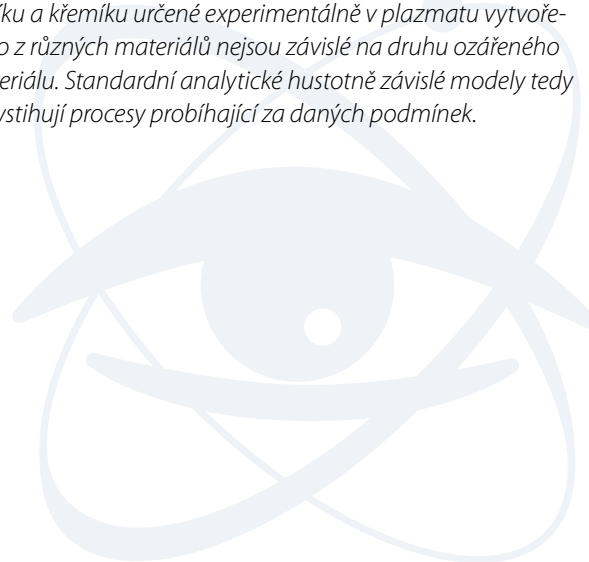 íku a křemíku určené experimentálně v plazmatu vytvoře-
o z různých materiálů nejsou závislé na druhu ozářeného
eriálu. Standardní analytické hustotně závislé modely tedy
ystihují procesy probíhající za daných podmínek.